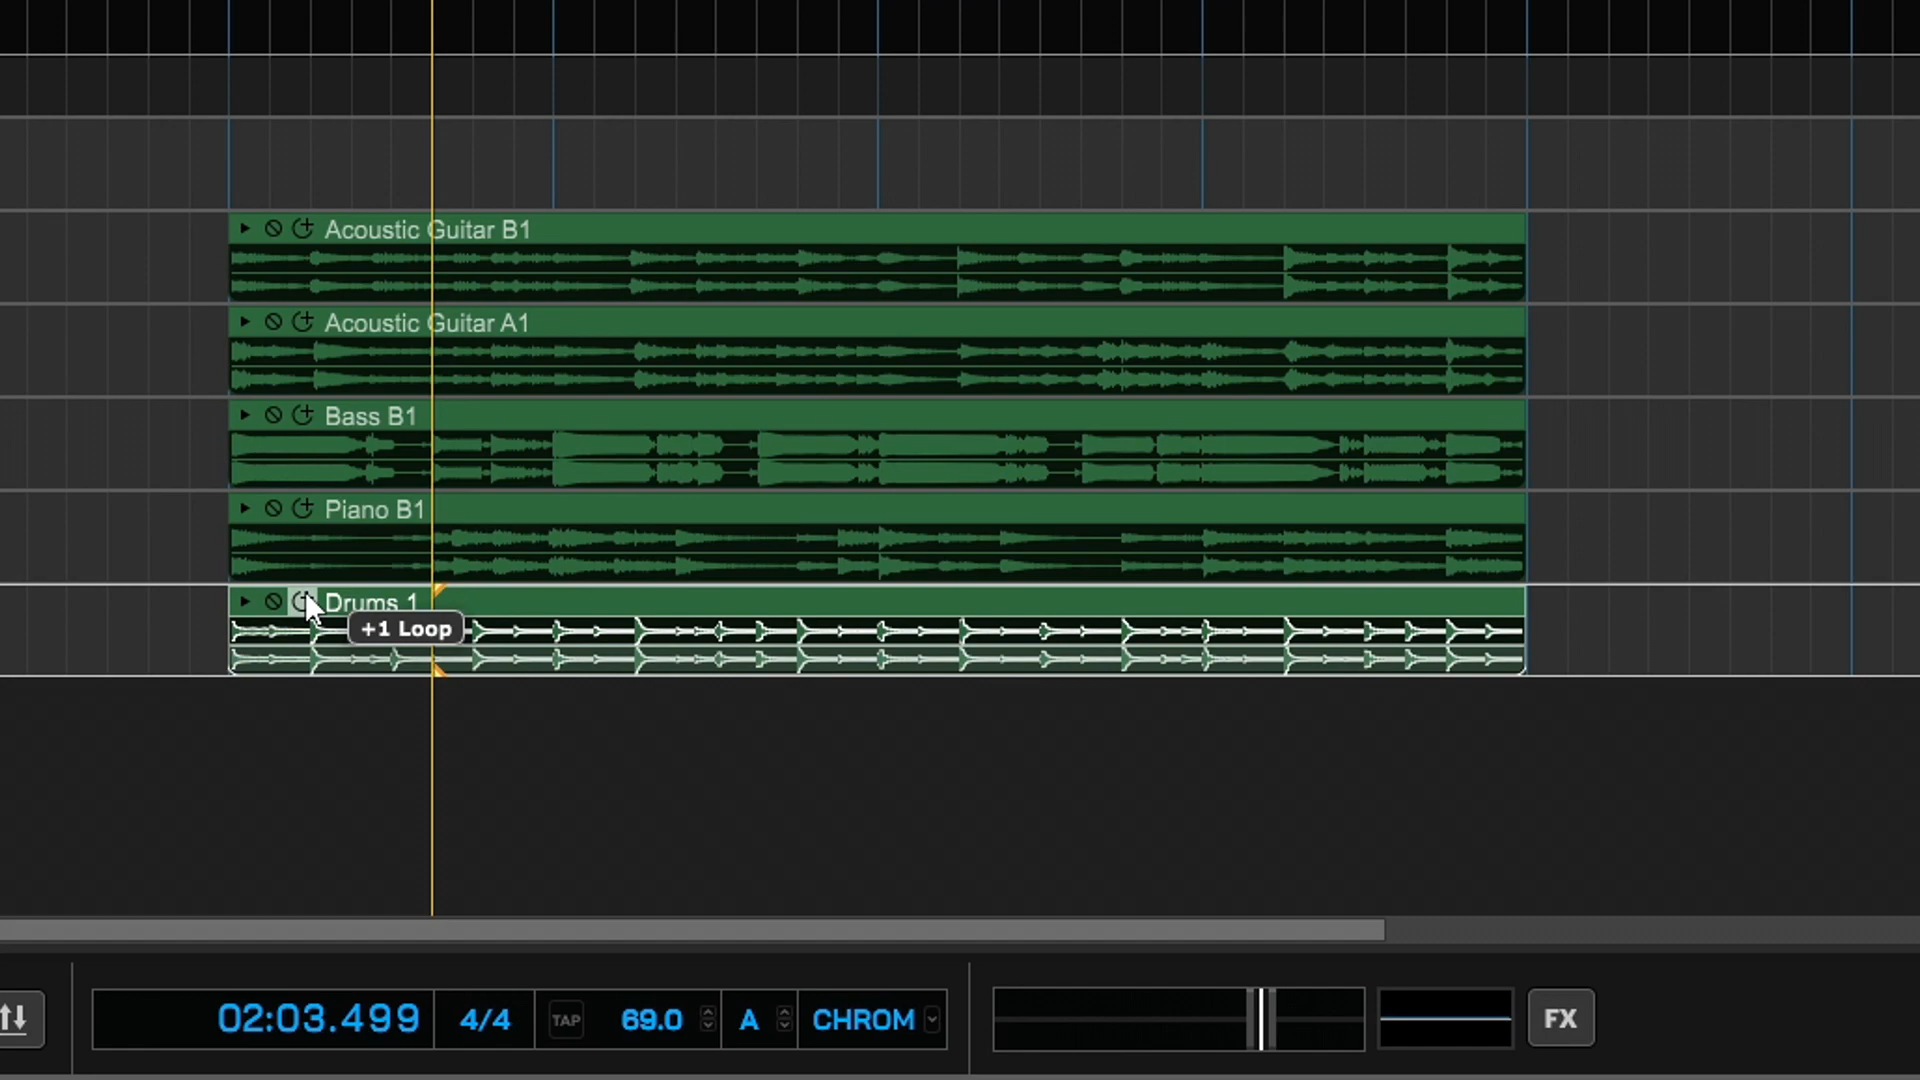 Acoustic Guitar B1
Acoustic Guitar A1
Bass B1
Piano B1
Drums 1
+1 Loop
02:03.499 4/4 TAP 69.0 A CHROM FX